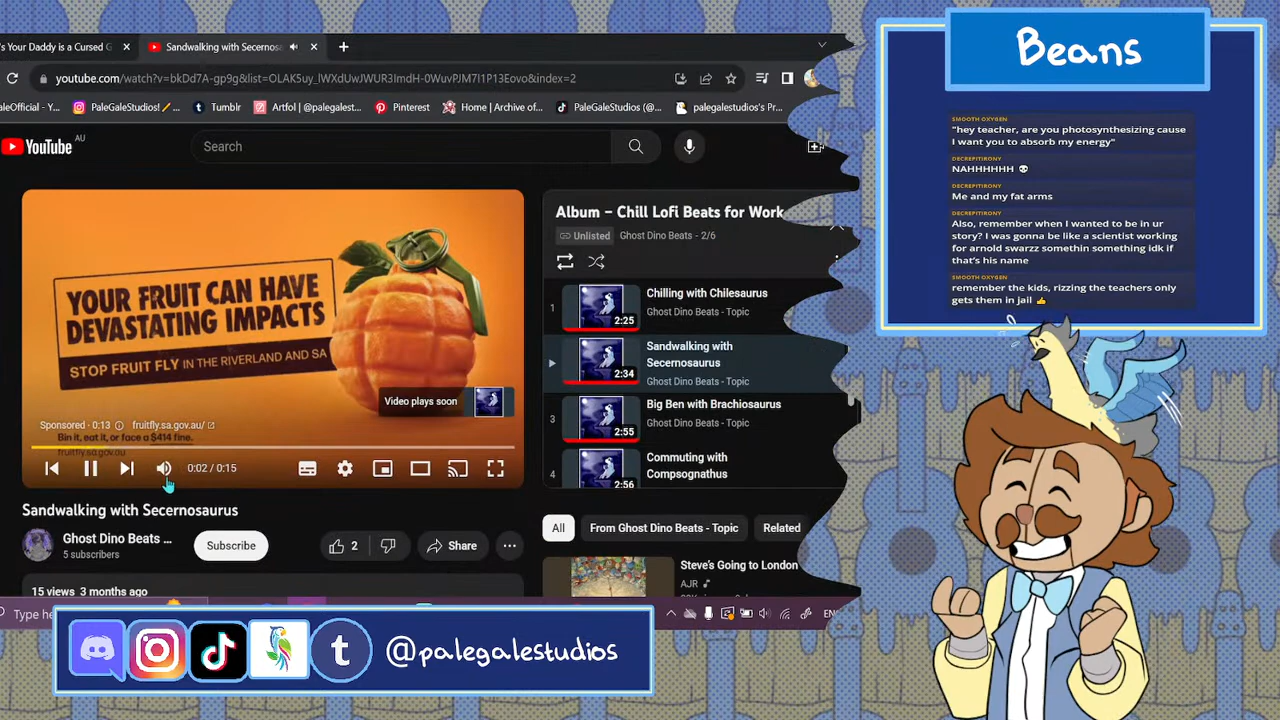 's Your Daddy is a Cursed G
Sandwalking with Secernos
youtube.com/watch?v=bkDd7A-gp9g&list=OLAK5uy_lWXdUwJWUR3ImdH-0WuvPJM7I1P13Eovo&index=2
aleOfficial - Y...
PaleGaleStudios!
Tumblr
Artfol | @palegalest...
Pinterest
Home | Archive of...
PaleGaleStudios (@...
palegalestudios's Pr...
YouTube AU
Search
YOUR FRUIT CAN HAVE
DEVASTATING IMPACTS
STOP FRUIT FLY IN THE RIVERLAND AND SA
Video plays soon
Sponsored · 0:13
fruitfly.sa.gov.au/
Bin it, eat it, or face a $414 fine.
fruitfly.sa.gov.au
0:02 / 0:15
Sandwalking with Secernosaurus
Ghost Dino Beats ...
5 subscribers
Subscribe
2
Share
15 views 3 months ago
Album – Chill Lofi Beats for Work
Unlisted
Ghost Dino Beats - 2/6
1
2:25
Chilling with Chilesaurus
Ghost Dino Beats - Topic
2:34
Sandwalking with
Secernosaurus
Ghost Dino Beats - Topic
3
2:55
Big Ben with Brachiosaurus
Ghost Dino Beats - Topic
4
2:56
Commuting with
Compsognathus
All
From Ghost Dino Beats - Topic
Related
Steve's Going to London
AJR
Type he
EN
@palegalestudios
Beans
SMOOTH OXYGEN
"hey teacher, are you photosynthesizing cause
I want you to absorb my energy"
DECREPITIRONY
NAHHHHHH 💀
DECREPITIRONY
Me and my fat arms
DECREPITIRONY
Also, remember when I wanted to be in ur
story? I was gonna be like a scientist working
for arnold swarzz somethin something idk if
that's his name
SMOOTH OXYGEN
remember the kids, rizzing the teachers only
gets them in jail 👍